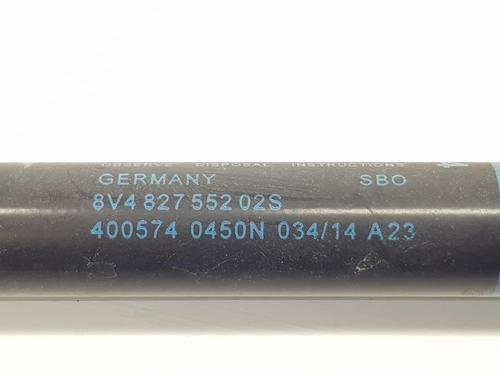 OBSERVE DISPOSAL INSTRUCTIONS
GERMANY SBO
8V4 827 552 02S
400574 0450N 034/14 A23